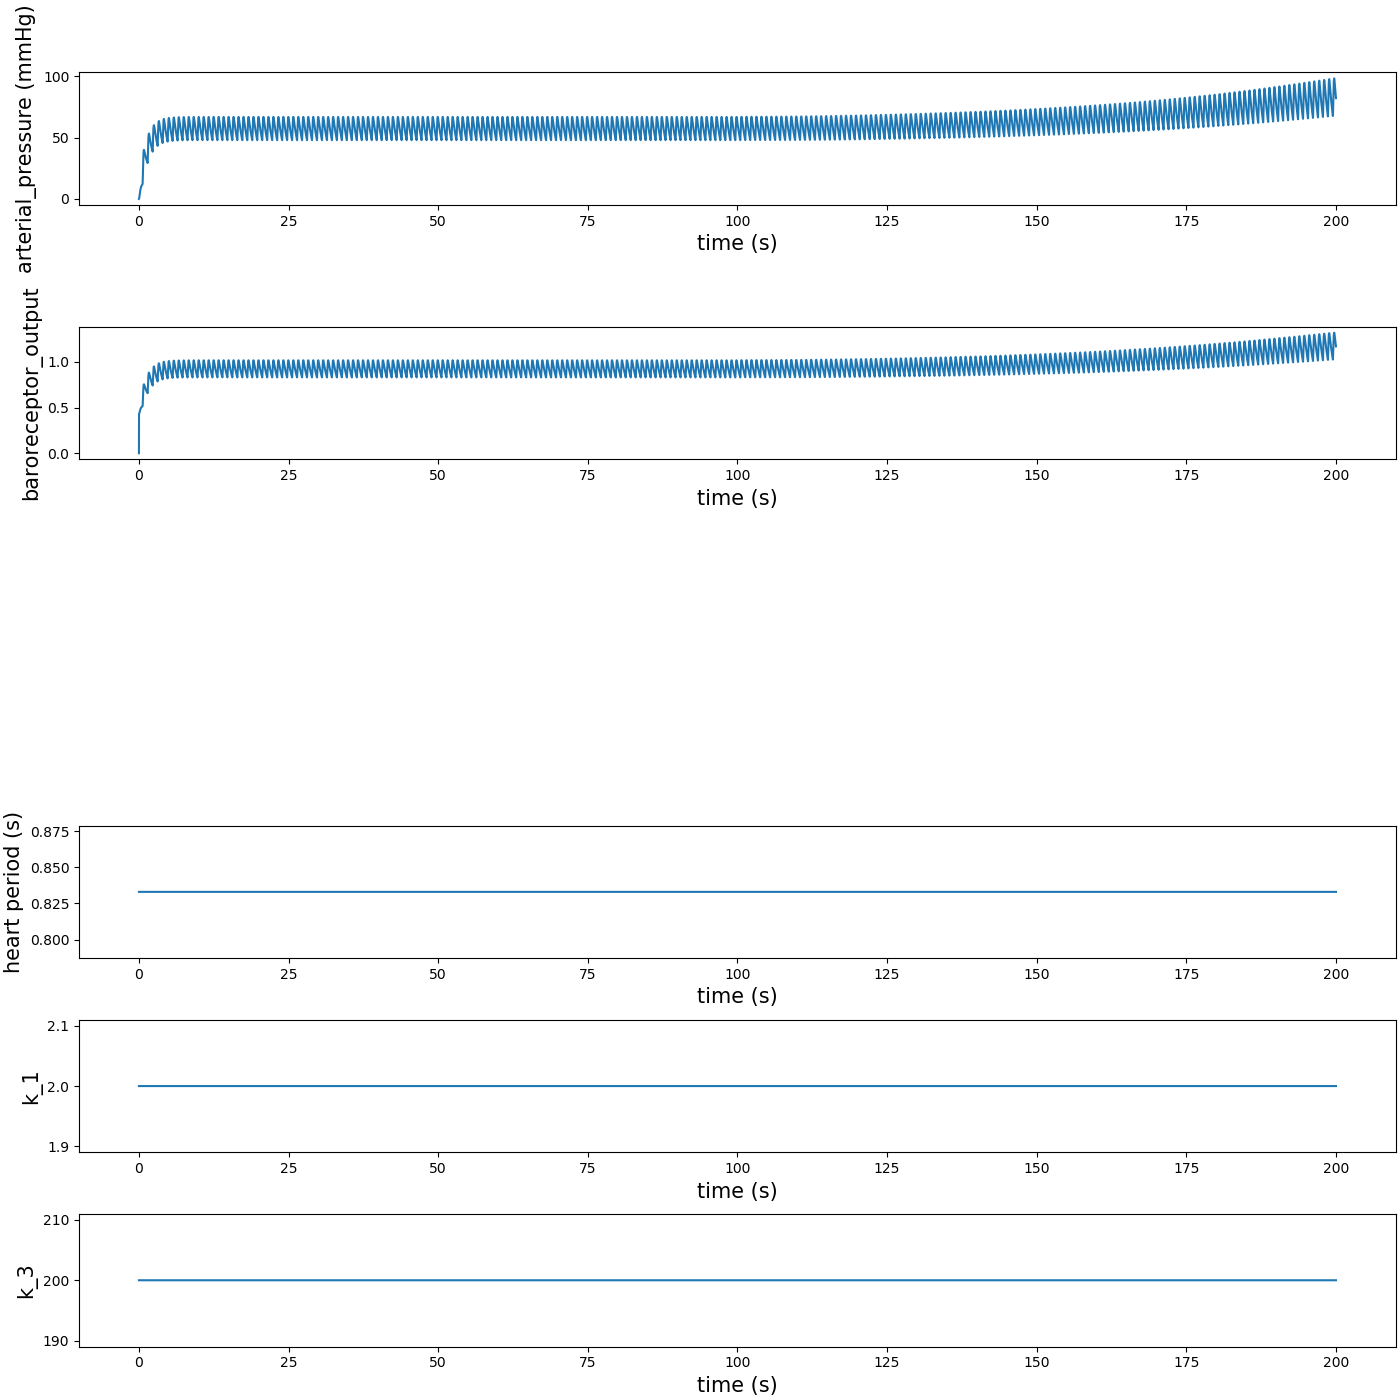 arterial_pressure (mmHg)
100
50
0
0 25 50 75 100 125 150 175 200
time (s)
baroreceptor_output
1.0
0.5
0.0
0 25 50 75 100 125 150 175 200
time (s)
heart period (s)
0.875
0.850
0.825
0.800
0 25 50 75 100 125 150 175 200
time (s)
k_1
2.1
2.0
1.9
0 25 50 75 100 125 150 175 200
time (s)
k_3
210
200
190
0 25 50 75 100 125 150 175 200
time (s)